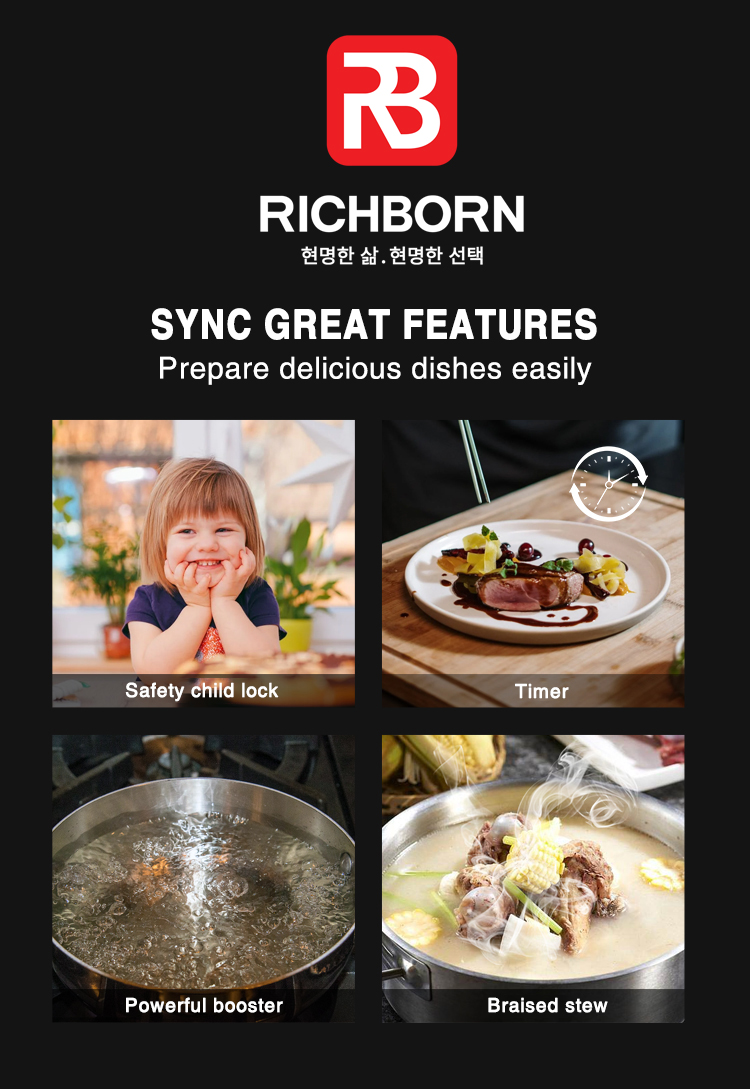 RB
RICHBORN
현명한 삶.현명한 선택
SYNC GREAT FEATURES
Prepare delicious dishes easily
Safety child lock
Timer
Powerful booster
Braised stew